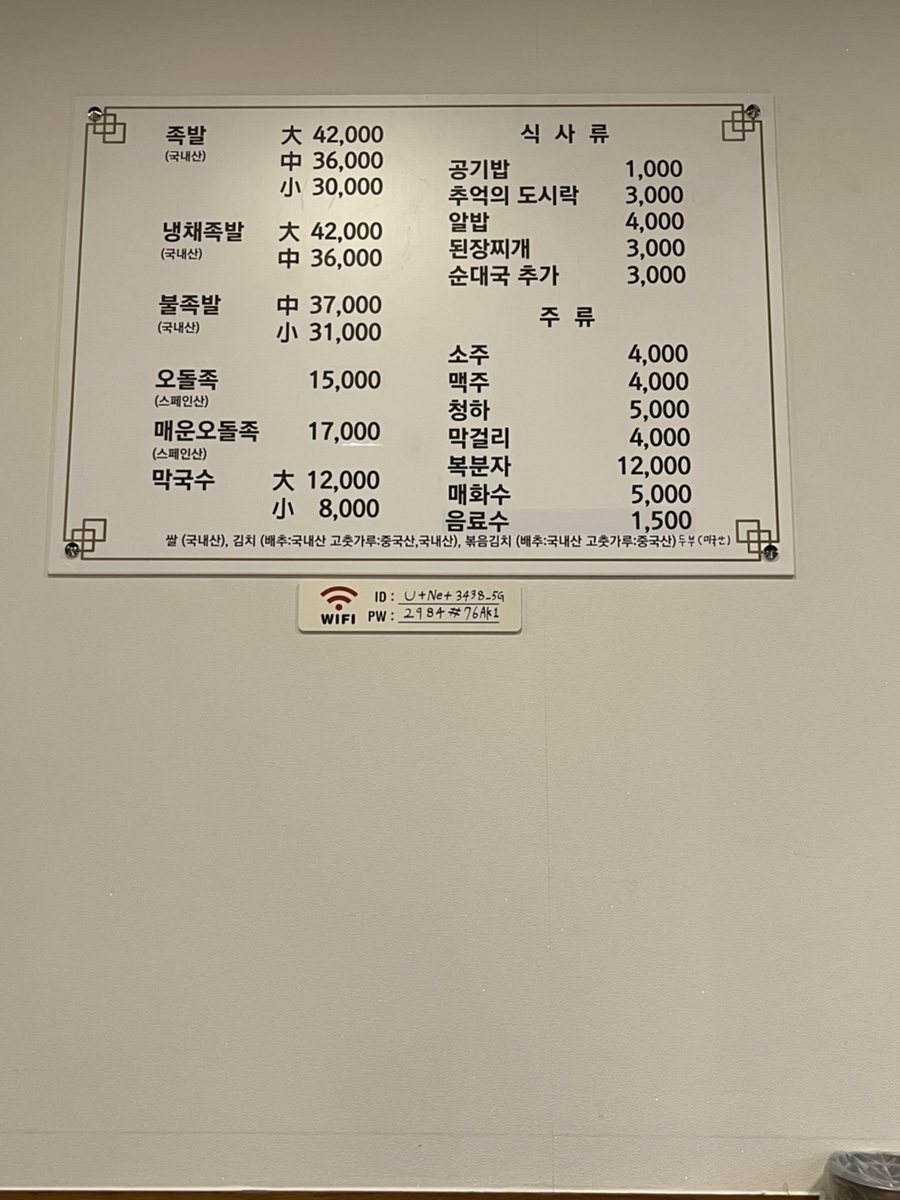 족발 大 42,000
(국내산) 中 36,000
小 30,000
냉채족발 大 42,000
(국내산) 中 36,000
불족발 中 37,000
(국내산) 小 31,000
오돌족 15,000
(스페인산)
매운오돌족 17,000
(스페인산)
막국수 大 12,000
小 8,000
식 사 류
공기밥 1,000
추억의 도시락 3,000
알밥 4,000
된장찌개 3,000
순대국 추가 3,000
주 류
소주 4,000
맥주 4,000
청하 5,000
막걸리 4,000
복분자 12,000
매화수 5,000
음료수 1,500
쌀 (국내산), 김치 (배추:국내산 고춧가루:중국산,국내산), 볶음김치 (배추:국내산 고춧가루:중국산) 두부(미국산)
WIFI
ID : U+Net3438_5G
PW : 2984#76AK1